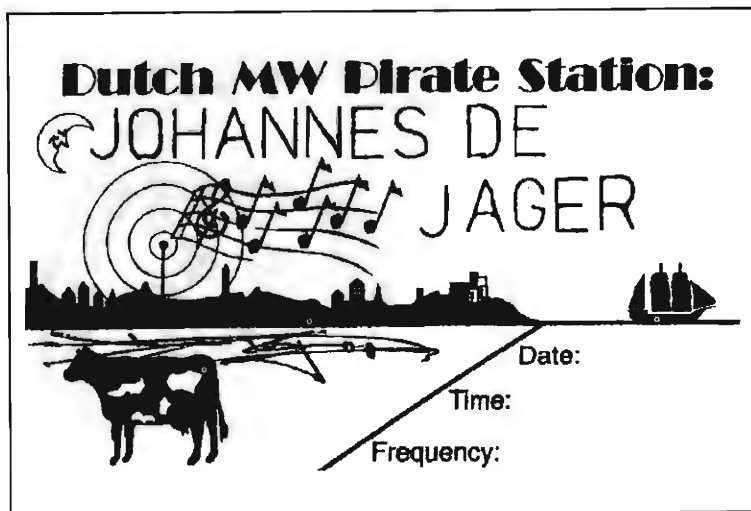 Dutch MW Pirate Station:
JOHANNES DE
JAGER
Date:
Time:
Frequency: